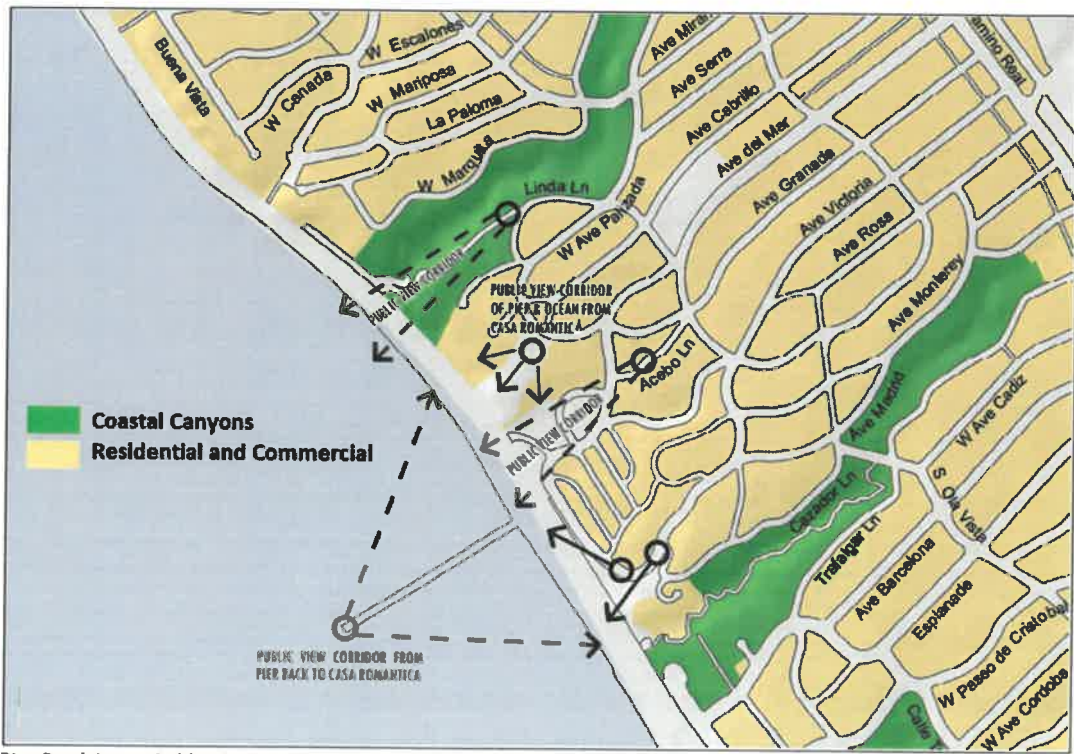 Buena Vista
W Escalones
W Canada
W Mariposa
La Paloma
W Marquita
Linda Ln
Ave Serra
Ave Cabrillo
Ave del Mar
Ave Granada
Ave Victoria
Ave Rosa
Ave Monterey
W Ave Palizada
PUBLIC VIEW CORRIDOR
PUBLIC VIEW CORRIDOR
OF PIER & OCEAN FROM
CASA ROMANTICA
Acebo Ln
PUBLIC VIEW CORRIDOR
Coastal Canyons
Residential and Commercial
Ave Madrid
W Ave Cadiz
S Ola Vista
Cazador Ln
Trafalgar Ln
Ave Barcelona
Esplanade
W Paseo de Cristobal
W Ave Cordoba
Calle
PUBLIC VIEW CORRIDOR FROM
PIER BACK TO CASA ROMANTICA